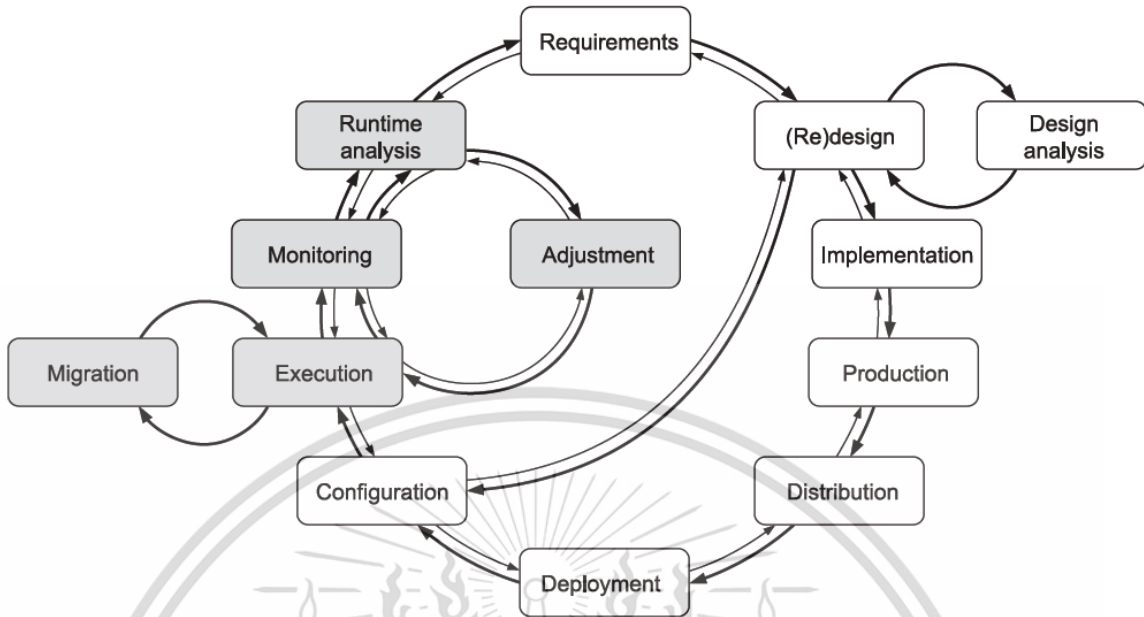 Requirements
Runtime
analysis
(Re)design
Design
analysis
Monitoring
Adjustment
Implementation
Migration
Execution
Production
Configuration
Distribution
Deployment